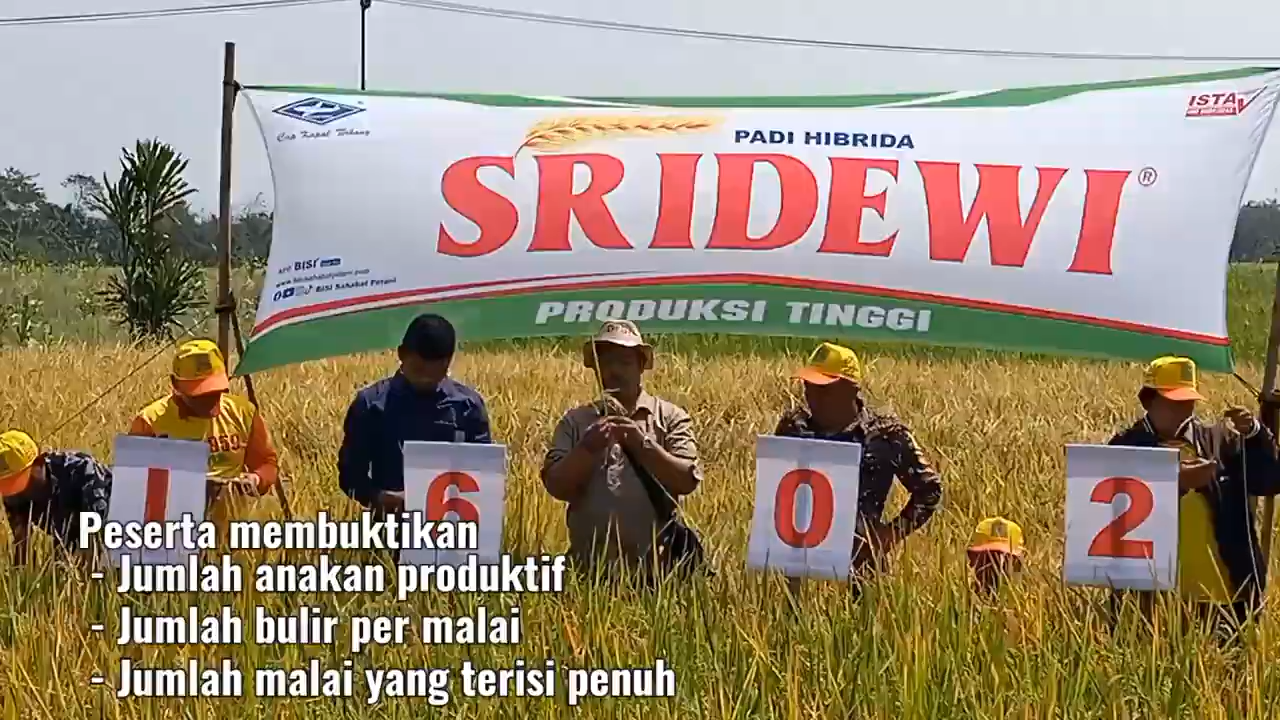 Cap Kapal Terbang
ISTA
PADI HIBRIDA
SRIDEWI®
BISI
BISI Sahabat Petani
PRODUKSI TINGGI
1 6 0 2
Peserta membuktikan
- Jumlah anakan produktif
- Jumlah bulir per malai
- Jumlah malai yang terisi penuh